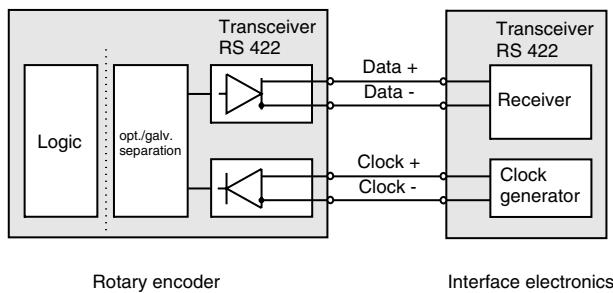 Transceiver
RS 422
Logic
opt./galv.
separation
Data +
Data -
Clock +
Clock -
Transceiver
RS 422
Receiver
Clock
generator
Rotary encoder
Interface electronics